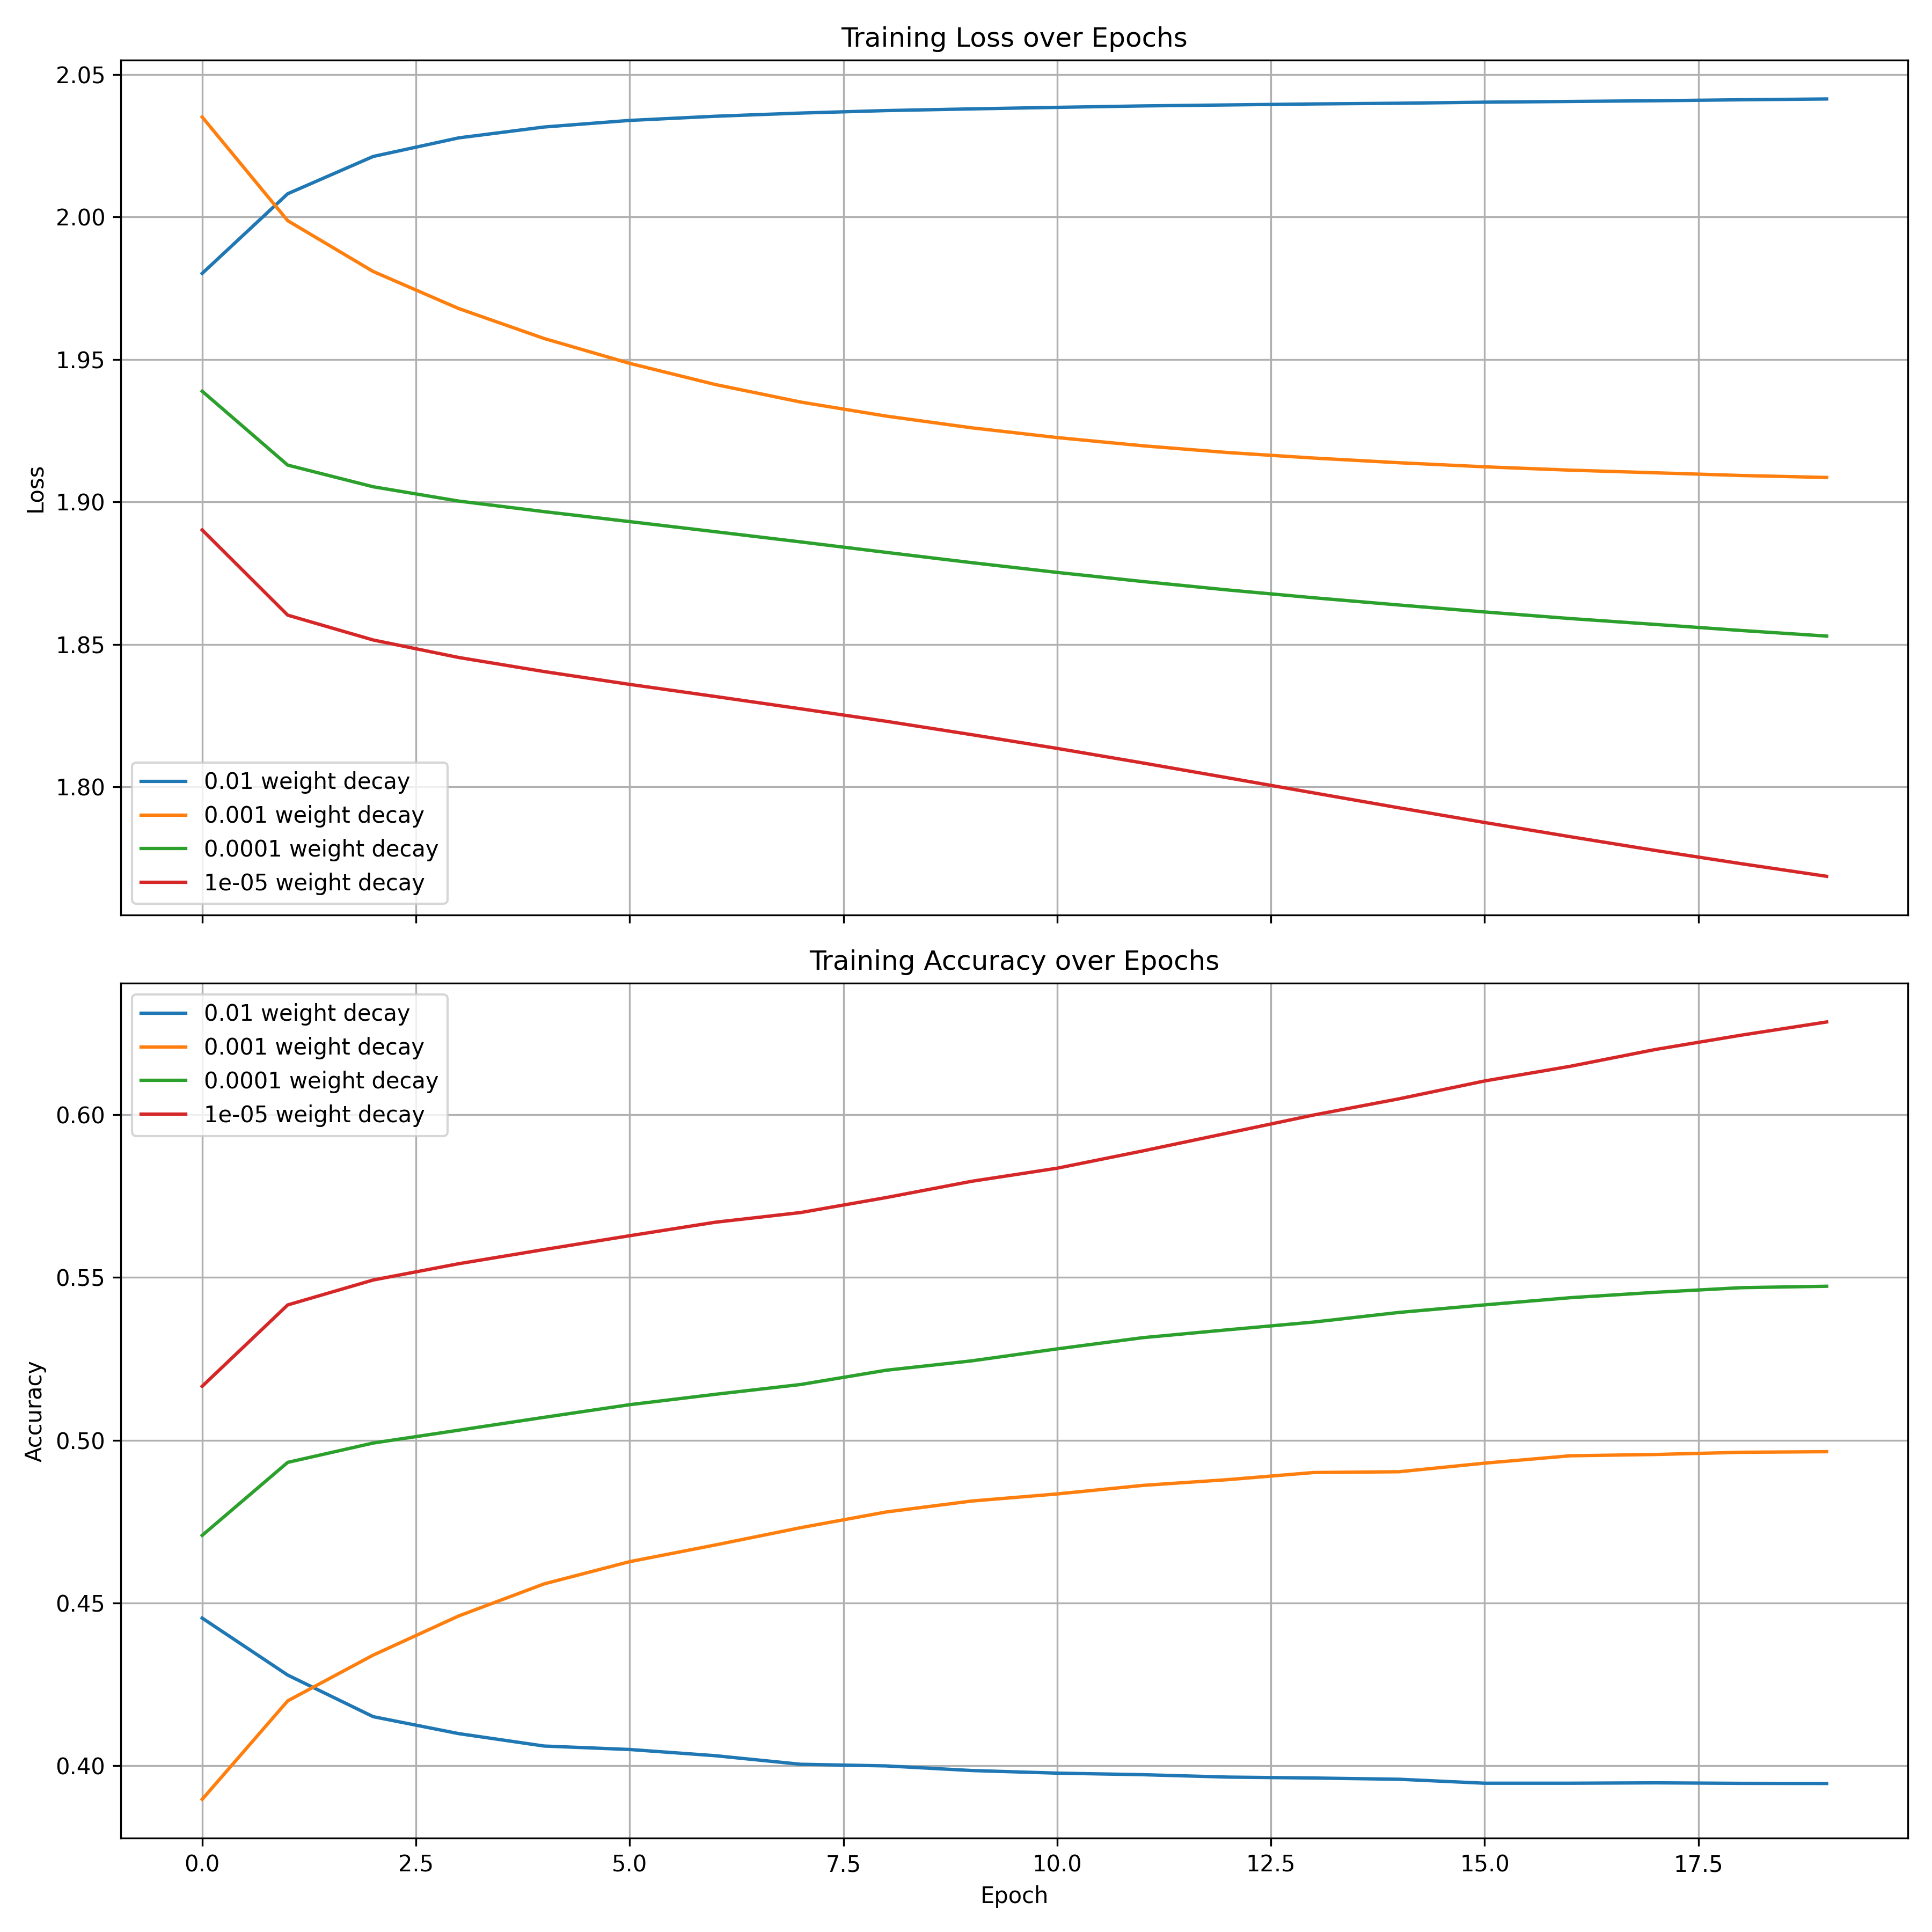 Training Loss over Epochs
Loss
2.05
2.00
1.95
1.90
1.85
1.80
0.01 weight decay
0.001 weight decay
0.0001 weight decay
1e-05 weight decay
Training Accuracy over Epochs
Accuracy
0.01 weight decay
0.001 weight decay
0.0001 weight decay
1e-05 weight decay
0.60
0.55
0.50
0.45
0.40
0.0 2.5 5.0 7.5 10.0 12.5 15.0 17.5
Epoch